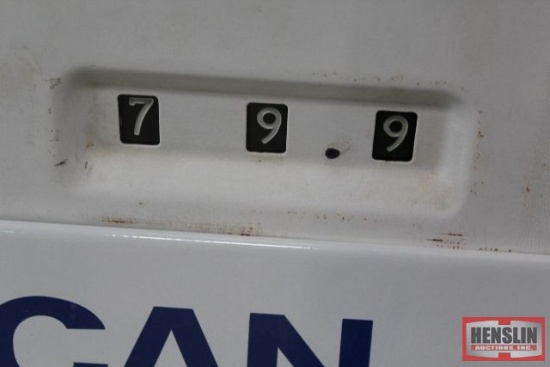 7 9 . 9
CAN
HENSLIN
AUCTIONS, INC.